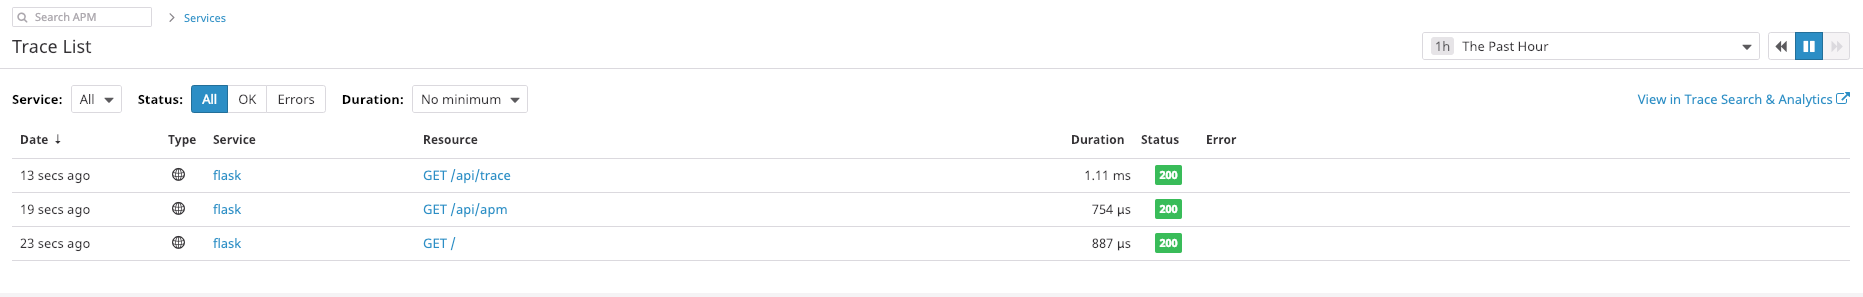 Search APM
Services
Trace List
1h The Past Hour
Service: All Status: All OK Errors Duration: No minimum View in Trace Search & Analytics
Date ↓ Type Service Resource Duration Status Error
13 secs ago flask GET /api/trace 1.11 ms 200
19 secs ago flask GET /api/apm 754 µs 200
23 secs ago flask GET / 887 µs 200